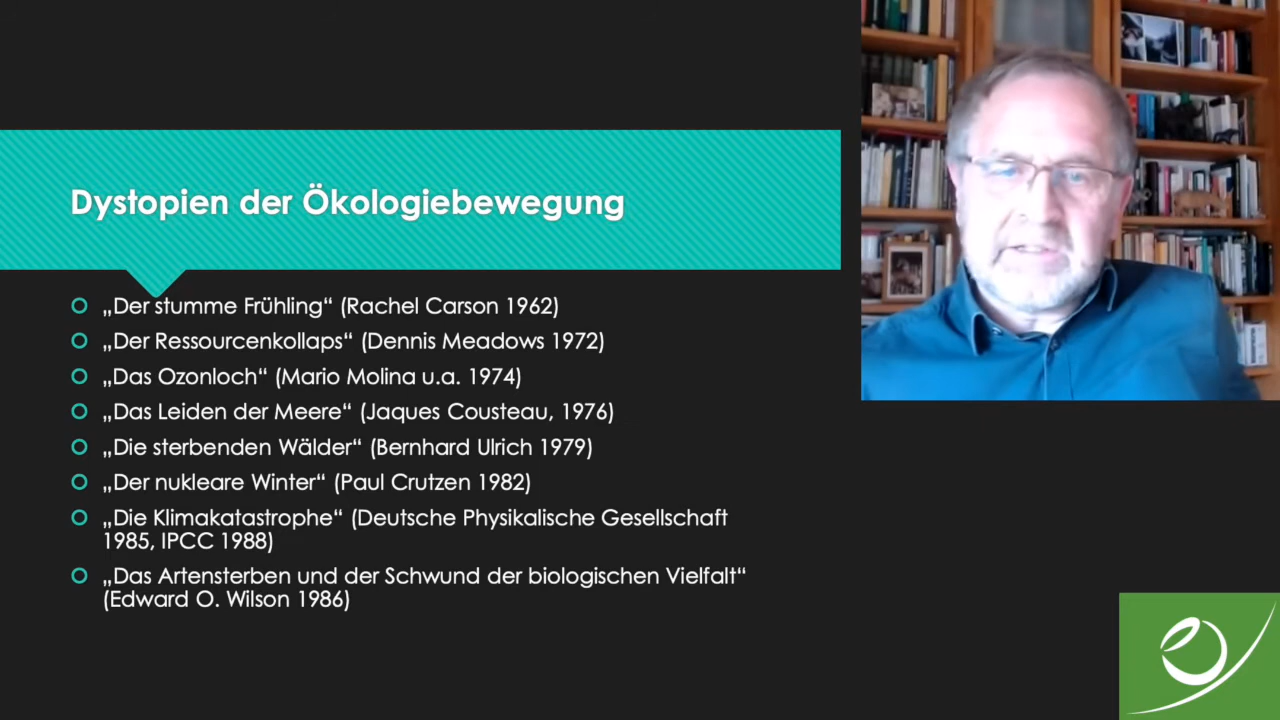 Dystopien der Ökologiebewegung
„Der stumme Frühling“ (Rachel Carson 1962)
„Der Ressourcenkollaps“ (Dennis Meadows 1972)
„Das Ozonloch“ (Mario Molina u.a. 1974)
„Das Leiden der Meere“ (Jaques Cousteau, 1976)
„Die sterbenden Wälder“ (Bernhard Ulrich 1979)
„Der nukleare Winter“ (Paul Crutzen 1982)
„Die Klimakatastrophe“ (Deutsche Physikalische Gesellschaft
1985, IPCC 1988)
„Das Artensterben und der Schwund der biologischen Vielfalt“
(Edward O. Wilson 1986)